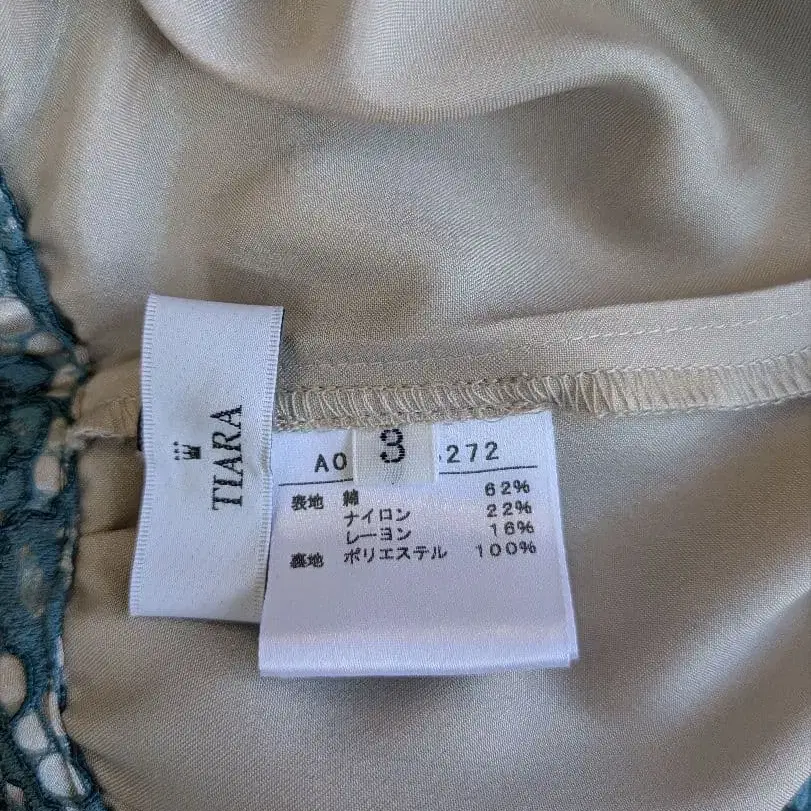 TIARA
3
A0 272
表地 綿 62%
ナイロン 22%
レーヨン 16%
裏地 ポリエステル 100%